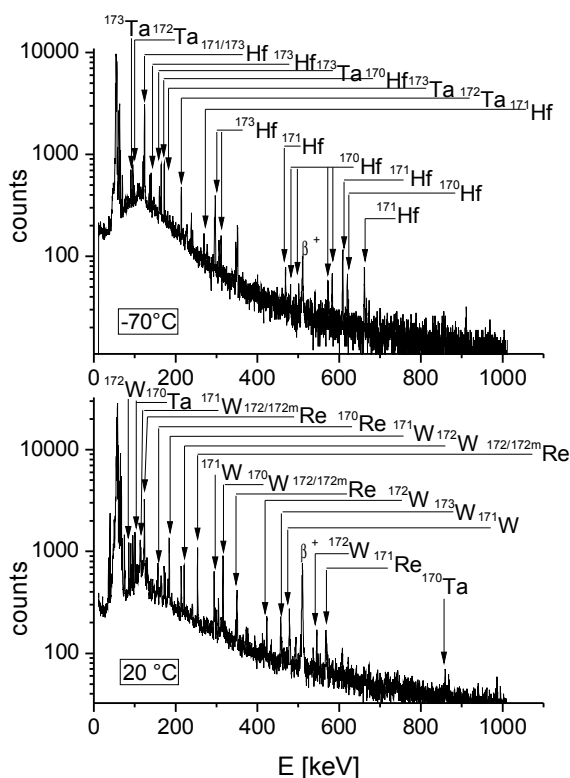 ¹⁷³Ta ¹⁷²Ta ¹⁷¹/¹⁷³Hf ¹⁷³Hf ¹⁷³Ta ¹⁷⁰Hf ¹⁷³Ta ¹⁷²Ta ¹⁷¹Hf
¹⁷³Hf ¹⁷¹Hf ¹⁷⁰Hf ¹⁷¹Hf ¹⁷⁰Hf ¹⁷¹Hf
β⁺
10000
1000
100
counts
-70°C
0 200 400 600 800 1000
¹⁷²W ¹⁷⁰Ta ¹⁷¹W ¹⁷²/¹⁷²ᵐRe ¹⁷⁰Re ¹⁷¹W ¹⁷²W ¹⁷²/¹⁷²ᵐRe
¹⁷¹W ¹⁷⁰W ¹⁷²/¹⁷²ᵐRe ¹⁷²W ¹⁷³W ¹⁷¹W
β⁺ ¹⁷²W ¹⁷¹Re ¹⁷⁰Ta
10000
1000
100
counts
20 °C
0 200 400 600 800 1000
E [keV]